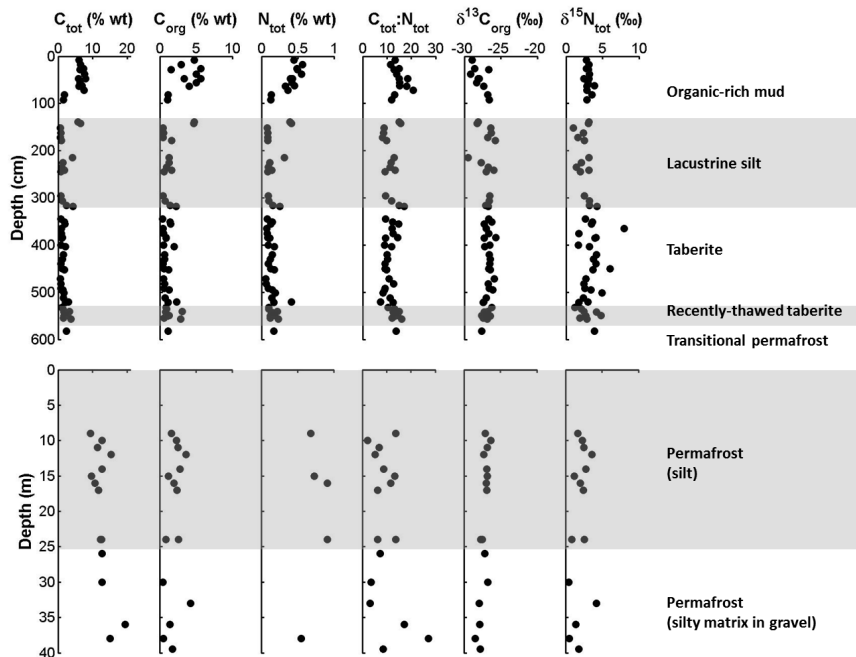 C_tot (% wt) C_org (% wt) N_tot (% wt) C_tot:N_tot δ¹³C_org (‰) δ¹⁵N_tot (‰)
0 10 20 0 5 10 0 0.5 1 0 10 20 30 -30 -25 -20 0 5 10
0
100
200
300
400
500
600
Depth (cm)
Organic-rich mud
Lacustrine silt
Taberite
Recently-thawed taberite
Transitional permafrost
0
5
10
15
20
25
30
35
40
Depth (m)
Permafrost
(silt)
Permafrost
(silty matrix in gravel)